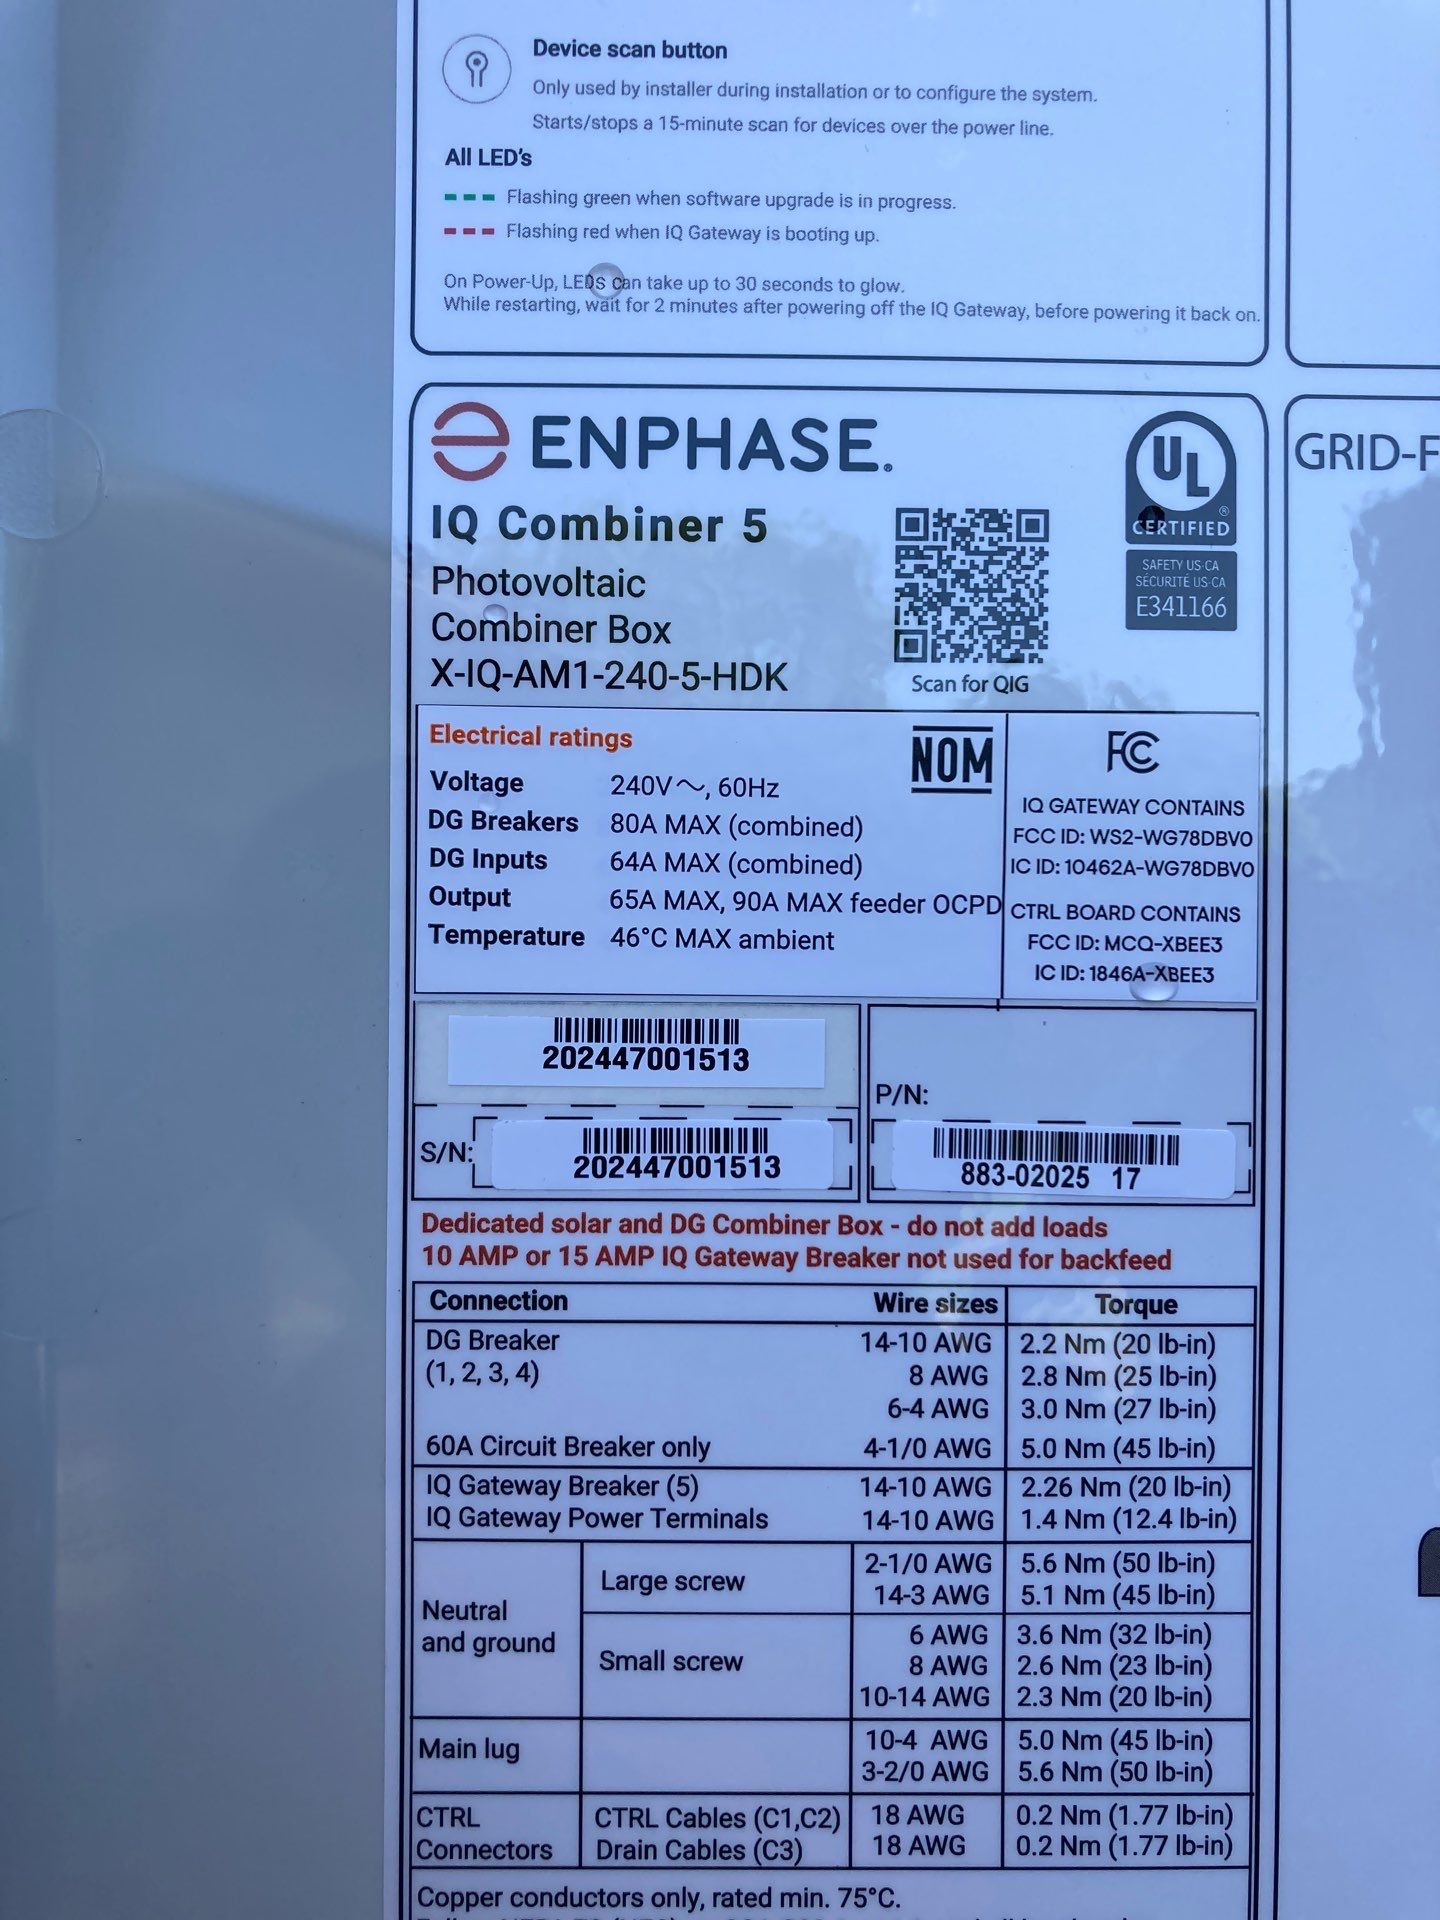 Device scan button
Only used by installer during installation or to configure the system.
Starts/stops a 15-minute scan for devices over the power line.
All LED's
Flashing green when software upgrade is in progress.
Flashing red when IQ Gateway is booting up.
On Power-Up, LEDs can take up to 30 seconds to glow.
While restarting, wait for 2 minutes after powering off the IQ Gateway, before powering it back on.
ENPHASE.
IQ Combiner 5
Photovoltaic
Combiner Box
X-IQ-AM1-240-5-HDK
Scan for QIG
UL
®
CERTIFIED
SAFETY US·CA
SÉCURITÉ US·CA
E341166
GRID-F
Electrical ratings
NOM
Voltage 240V~, 60Hz
DG Breakers 80A MAX (combined)
DG Inputs 64A MAX (combined)
Output 65A MAX, 90A MAX feeder OCPD
Temperature 46°C MAX ambient
FC
IQ GATEWAY CONTAINS
FCC ID: WS2-WG78DBV0
IC ID: 10462A-WG78DBV0
CTRL BOARD CONTAINS
FCC ID: MCQ-XBEE3
IC ID: 1846A-XBEE3
202447001513
S/N:
202447001513
P/N:
883-02025 17
Dedicated solar and DG Combiner Box - do not add loads
10 AMP or 15 AMP IQ Gateway Breaker not used for backfeed
Connection Wire sizes Torque
DG Breaker 14-10 AWG 2.2 Nm (20 lb-in)
(1, 2, 3, 4) 8 AWG 2.8 Nm (25 lb-in)
6-4 AWG 3.0 Nm (27 lb-in)
60A Circuit Breaker only 4-1/0 AWG 5.0 Nm (45 lb-in)
IQ Gateway Breaker (5) 14-10 AWG 2.26 Nm (20 lb-in)
IQ Gateway Power Terminals 14-10 AWG 1.4 Nm (12.4 lb-in)
Neutral
and ground
Large screw
2-1/0 AWG 5.6 Nm (50 lb-in)
14-3 AWG 5.1 Nm (45 lb-in)
Small screw
6 AWG 3.6 Nm (32 lb-in)
8 AWG 2.6 Nm (23 lb-in)
10-14 AWG 2.3 Nm (20 lb-in)
Main lug
10-4 AWG 5.0 Nm (45 lb-in)
3-2/0 AWG 5.6 Nm (50 lb-in)
CTRL
Connectors
CTRL Cables (C1,C2) 18 AWG 0.2 Nm (1.77 lb-in)
Drain Cables (C3) 18 AWG 0.2 Nm (1.77 lb-in)
Copper conductors only, rated min. 75°C.